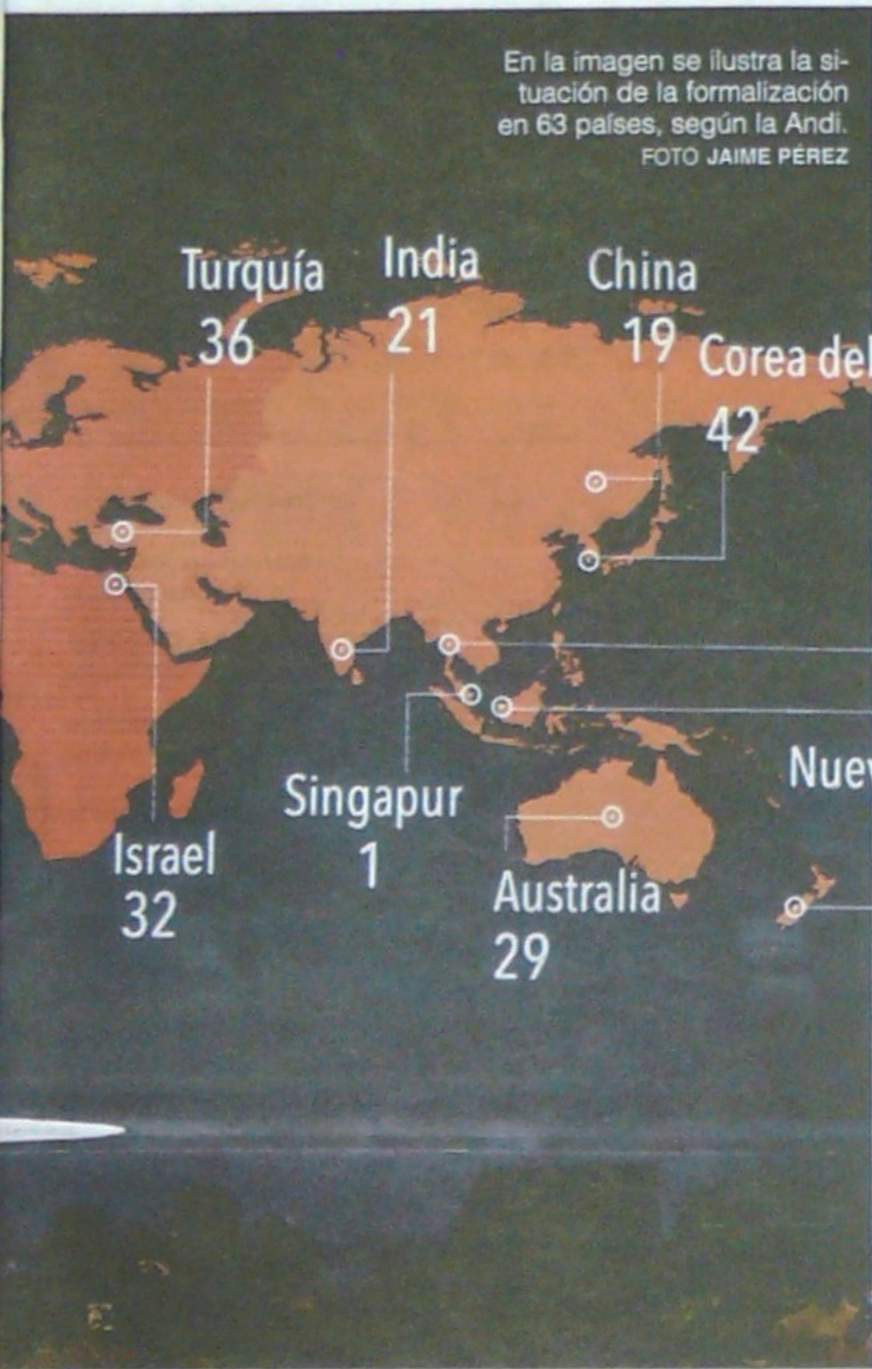 En la imagen se ilustra la si-
tuación de la formalización
en 63 países, según la Andi.
FOTO JAIME PÉREZ
Turquía
36
India
21
China
19
Corea del
42
Singapur
1
Nuev
Israel
32
Australia
29